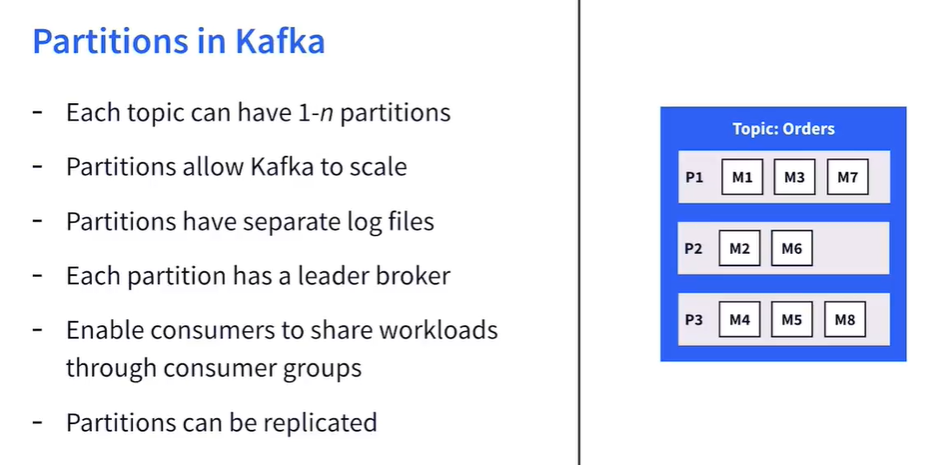 Partitions in Kafka
- Each topic can have 1-n partitions
- Partitions allow Kafka to scale
- Partitions have separate log files
- Each partition has a leader broker
- Enable consumers to share workloads
through consumer groups
- Partitions can be replicated
Topic: Orders
P1 M1 M3 M7
P2 M2 M6
P3 M4 M5 M8